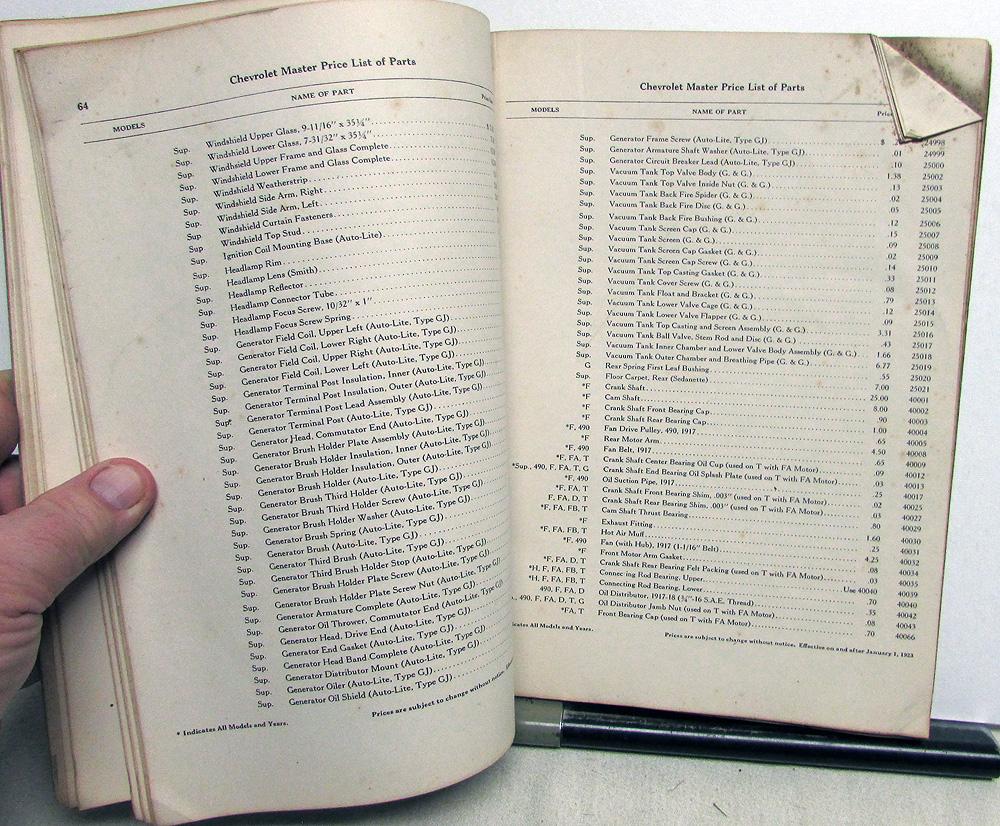 64
Chevrolet Master Price List of Parts
MODELS NAME OF PART
Sup. Windshield Upper Glass, 9-11/16" x 35¼"
Sup. Windshield Lower Glass, 7-31/32" x 35¼"
Sup. Windhsield Upper Frame and Glass Complete
Sup. Windshield Lower Frame and Glass Complete
Sup. Windshield Weatherstrip
Sup. Windshield Side Arm, Right
Sup. Windshield Side Arm, Left
Sup. Windshield Curtain Fasteners
Sup. Windshield Top Stud
Sup. Ignition Coil Mounting Base (Auto-Lite)
Sup. Headlamp Rim
Sup. Headlamp Lens (Smith)
Sup. Headlamp Reflector
Sup. Headlamp Connector Tube
Sup. Headlamp Focus Screw, 10/32" x 1"
Sup. Headlamp Focus Screw Spring
Sup. Generator Field Coil, Upper Left (Auto-Lite, Type GJ)
Sup. Generator Field Coil, Lower Right (Auto-Lite, Type GJ)
Sup. Generator Field Coil, Upper Right (Auto-Lite, Type GJ)
Sup. Generator Field Coil, Lower Left (Auto-Lite, Type GJ)
Sup. Generator Terminal Post Insulation, Inner (Auto-Lite, Type GJ)
Sup. Generator Terminal Post Insulation, Outer (Auto-Lite, Type GJ)
Sup. Generator Terminal Post Lead Assembly (Auto-Lite, Type GJ)
Sup. Generator Terminal Post (Auto-Lite, Type GJ)
Sup. Generator Head, Commutator End (Auto-Lite, Type GJ)
Sup. Generator Brush Holder Plate Assembly (Auto-Lite, Type GJ)
Sup. Generator Brush Holder Insulation, Inner (Auto-Lite, Type GJ)
Sup. Generator Brush Holder Insulation, Outer (Auto-Lite, Type GJ)
Sup. Generator Brush Holder (Auto-Lite, Type GJ)
Sup. Generator Brush Third Holder (Auto-Lite, Type GJ)
Sup. Generator Brush Holder Screw (Auto-Lite, Type GJ)
Sup. Generator Brush Holder Washer (Auto-Lite, Type GJ)
Sup. Generator Brush Spring (Auto-Lite, Type GJ)
Sup. Generator Brush (Auto-Lite, Type GJ)
Sup. Generator Third Brush (Auto-Lite, Type GJ)
Sup. Generator Third Brush Holder Stop (Auto-Lite, Type GJ)
Sup. Generator Brush Holder Plate Screw (Auto-Lite, Type GJ)
Sup. Generator Brush Holder Plate Screw Nut (Auto-Lite, Type GJ)
Sup. Generator Armature Complete (Auto-Lite, Type GJ)
Sup. Generator Oil Thrower, Commutator End (Auto-Lite, Type GJ)
Sup. Generator Head, Drive End (Auto-Lite, Type GJ)
Sup. Generator End Gasket (Auto-Lite, Type GJ)
Sup. Generator Head Band Complete (Auto-Lite, Type GJ)
Sup. Generator Distributor Mount (Auto-Lite, Type GJ)
Sup. Generator Oiler (Auto-Lite, Type GJ)
Sup. Generator Oil Shield (Auto-Lite, Type GJ)
* Indicates All Models and Years. Prices are subject to change without notice.
Chevrolet Master Price List of Parts
MODELS NAME OF PART Price
Sup. Generator Frame Screw (Auto-Lite, Type GJ) $ 24998
Sup. Generator Armature Shaft Washer (Auto-Lite, Type GJ) .01 24999
Sup. Generator Circuit Breaker Lead (Auto-Lite, Type GJ) .10 25000
Sup. Vacuum Tank Top Valve Body (G. & G.) 1.38 25002
Sup. Vacuum Tank Top Valve Inside Nut (G. & G.) .13 25003
Sup. Vacuum Tank Back Fire Spider (G. & G.) .02 25004
Sup. Vacuum Tank Back Fire Disc (G. & G.) .05 25005
Sup. Vacuum Tank Back Fire Bushing (G. & G.) .12 25006
Sup. Vacuum Tank Screen Cap (G. & G.) .15 25007
Sup. Vacuum Tank Screen (G. & G.) .09 25008
Sup. Vacuum Tank Screen Cap Gasket (G. & G.) .02 25009
Sup. Vacuum Tank Screen Cap Screw (G. & G.) .14 25010
Sup. Vacuum Tank Top Casting Gasket (G. & G.) .33 25011
Sup. Vacuum Tank Cover Screw (G. & G.) .08 25012
Sup. Vacuum Tank Float and Bracket (G. & G.) .79 25013
Sup. Vacuum Tank Lower Valve Cage (G. & G.) .12 25014
Sup. Vacuum Tank Lower Valve Flapper (G. & G.) .09 25015
Sup. Vacuum Tank Top Casting and Screen Assembly (G. & G.) 3.31 25016
Sup. Vacuum Tank Ball Valve, Stem Rod and Disc (G. & G.) .43 25017
Sup. Vacuum Tank Inner Chamber and Lower Valve Body Assembly (G. & G.) 1.66 25018
Sup. Vacuum Tank Outer Chamber and Breathing Pipe (G. & G.) 6.77 25019
G Rear Spring First Leaf Bushing .55 25020
Sup. Floor Carpet, Rear (Sedanette) 7.00 25021
*F Crank Shaft 25.00 40001
*F Cam Shaft 8.00 40002
*F Crank Shaft Front Bearing Cap .90 40003
*F Crank Shaft Rear Bearing Cap 1.00 40004
*F, 490 Fan Drive Pulley, 490, 1917 .65 40005
*F Rear Motor Arm 4.50 40008
*F, 490 Fan Belt, 1917 .65 40009
*F, FA, T Crank Shaft Center Bearing Oil Cup (used on T with FA Motor) .09 40012
*Sup., 490, F, FA, T, G Crank Shaft End Bearing Oil Splash Plate (used on T with FA Motor) .03 40013
*F, 490 Oil Suction Pipe, 1917 .25 40017
*F, FA, T Crank Shaft Front Bearing Shim, .003" (used on T with FA Motor) .02 40025
F, FA, D, T Crank Shaft Rear Bearing Shim, .003" (used on T with FA Motor) .03 40027
*F, FA, FB, T Cam Shaft Thrust Bearing .80 40029
*F Exhaust Fitting 1.60 40030
*F, FA, FB, T Hot Air Muff .25 40031
*F, 490 Fan (with Hub), 1917 (1-1/16" Belt) 4.25 40032
*F Front Motor Arm Gasket .08 40034
*F, FA, D, T Crank Shaft Rear Bearing Felt Packing (used on T with FA Motor) .03 40035
*H, F, FA, FB, T Connecting Rod Bearing, Upper Use 40040 40039
*H, F, FA, FB, T Connecting Rod Bearing, Lower .70 40040
490, F, FA, D Oil Distributor, 1917-18 (¾"-16 S.A.E. Thread) .35 40042
., 490, F, FA, D, T, G Oil Distributor Jamb Nut (used on T with FA Motor) .08 40043
*FA, T Front Bearing Cap (used on T with FA Motor) .70 40066
dicates All Models and Years. Prices are subject to change without notice. Effective on and after January 1, 1923